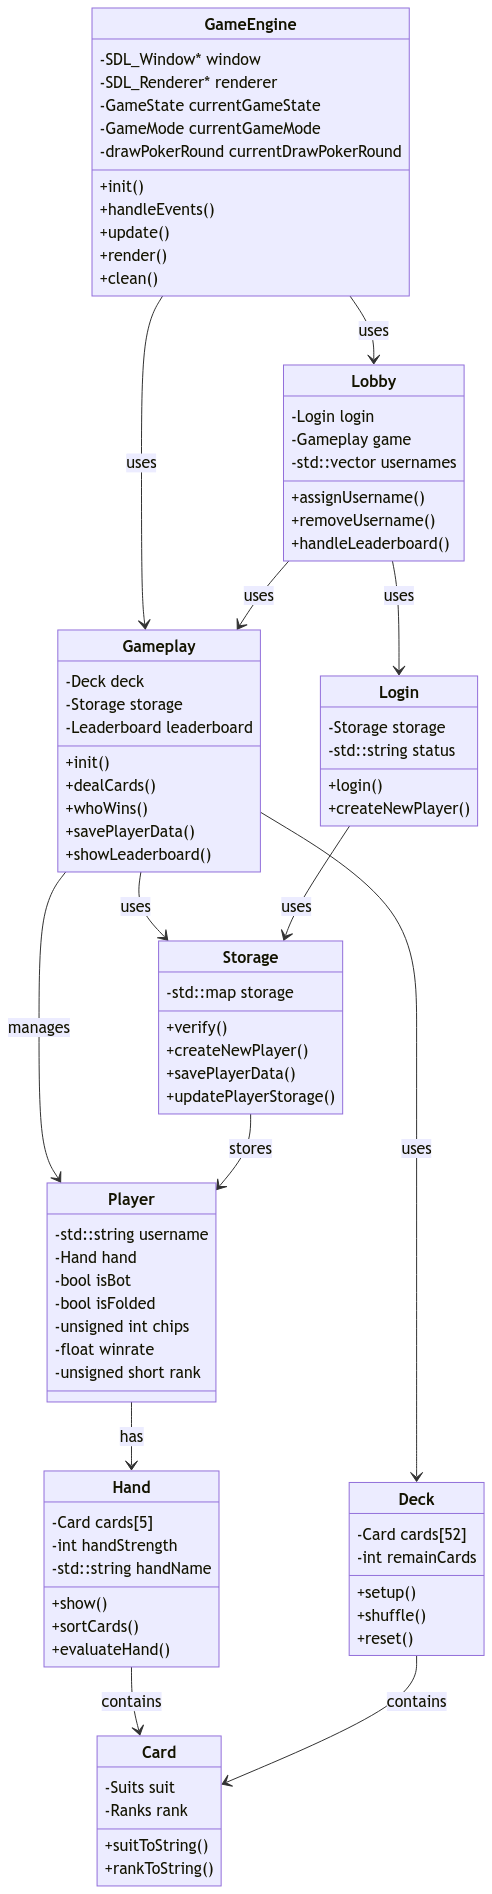 GameEngine
-SDL_Window* window
-SDL_Renderer* renderer
-GameState currentGameState
-GameMode currentGameMode
-drawPokerRound currentDrawPokerRound
+init()
+handleEvents()
+update()
+render()
+clean()
uses
Lobby
-Login login
-Gameplay game
-std::vector usernames
+assignUsername()
+removeUsername()
+handleLeaderboard()
uses
uses
uses
Gameplay
-Deck deck
-Storage storage
-Leaderboard leaderboard
+init()
+dealCards()
+whoWins()
+savePlayerData()
+showLeaderboard()
Login
-Storage storage
-std::string status
+login()
+createNewPlayer()
uses
uses
Storage
-std::map storage
+verify()
+createNewPlayer()
+savePlayerData()
+updatePlayerStorage()
manages
stores
uses
Player
-std::string username
-Hand hand
-bool isBot
-bool isFolded
-unsigned int chips
-float winrate
-unsigned short rank
has
Hand
-Card cards[5]
-int handStrength
-std::string handName
+show()
+sortCards()
+evaluateHand()
Deck
-Card cards[52]
-int remainCards
+setup()
+shuffle()
+reset()
contains
contains
Card
-Suits suit
-Ranks rank
+suitToString()
+rankToString()